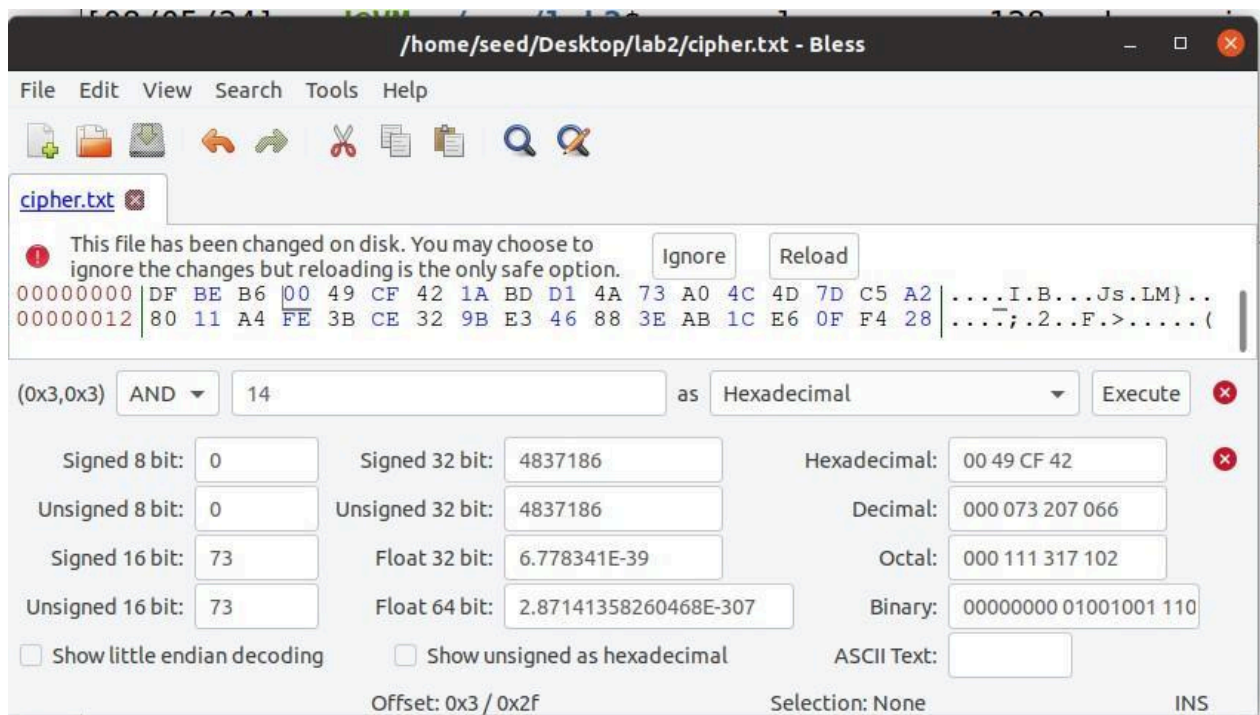 /home/seed/Desktop/lab2/cipher.txt - Bless
File Edit View Search Tools Help
cipher.txt
This file has been changed on disk. You may choose to
ignore the changes but reloading is the only safe option.
Ignore Reload
00000000 DF BE B6 00 49 CF 42 1A BD D1 4A 73 A0 4C 4D 7D C5 A2 ....I.B...Js.LM}..
00000012 80 11 A4 FE 3B CE 32 9B E3 46 88 3E AB 1C E6 0F F4 28 ....;.2..F.>.....(
(0x3,0x3) AND 14 as Hexadecimal Execute
Signed 8 bit: 0 Signed 32 bit: 4837186 Hexadecimal: 00 49 CF 42
Unsigned 8 bit: 0 Unsigned 32 bit: 4837186 Decimal: 000 073 207 066
Signed 16 bit: 73 Float 32 bit: 6.778341E-39 Octal: 000 111 317 102
Unsigned 16 bit: 73 Float 64 bit: 2.87141358260468E-307 Binary: 00000000 01001001 110
Show little endian decoding Show unsigned as hexadecimal ASCII Text:
Offset: 0x3 / 0x2f Selection: None INS